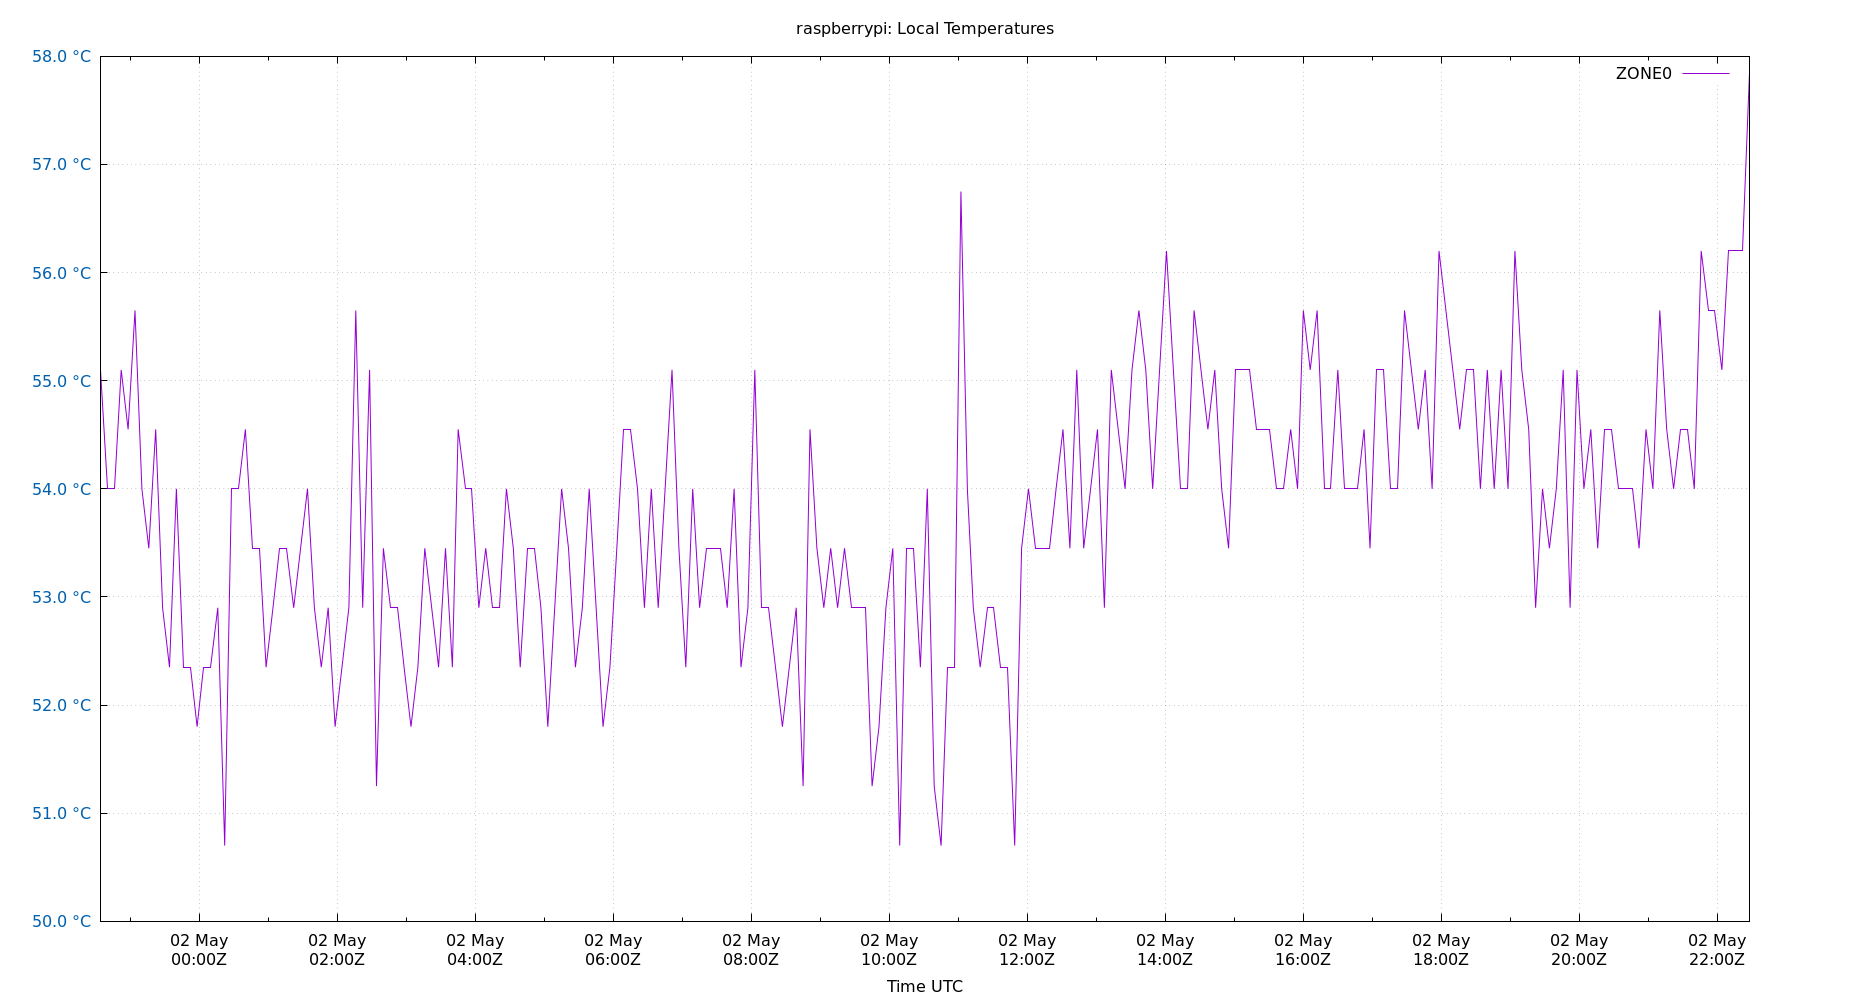 raspberrypi: Local Temperatures
58.0 °C
ZONE0
57.0 °C
56.0 °C
55.0 °C
54.0 °C
53.0 °C
52.0 °C
51.0 °C
50.0 °C
02 May 02 May 02 May 02 May 02 May 02 May 02 May 02 May 02 May 02 May 02 May 02 May
00:00Z 02:00Z 04:00Z 06:00Z 08:00Z 10:00Z 12:00Z 14:00Z 16:00Z 18:00Z 20:00Z 22:00Z
Time UTC